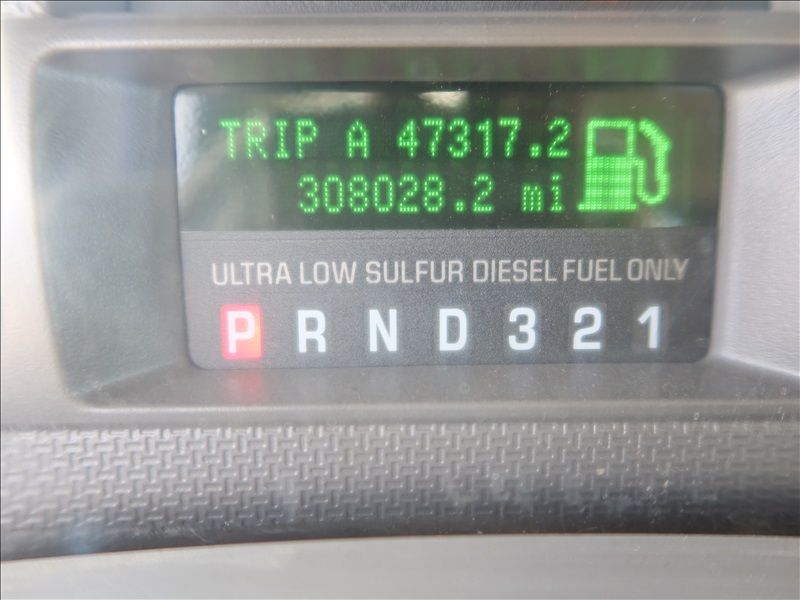 TRIP A 47317.2
308028.2 mi
ULTRA LOW SULFUR DIESEL FUEL ONLY
P R N D 3 2 1